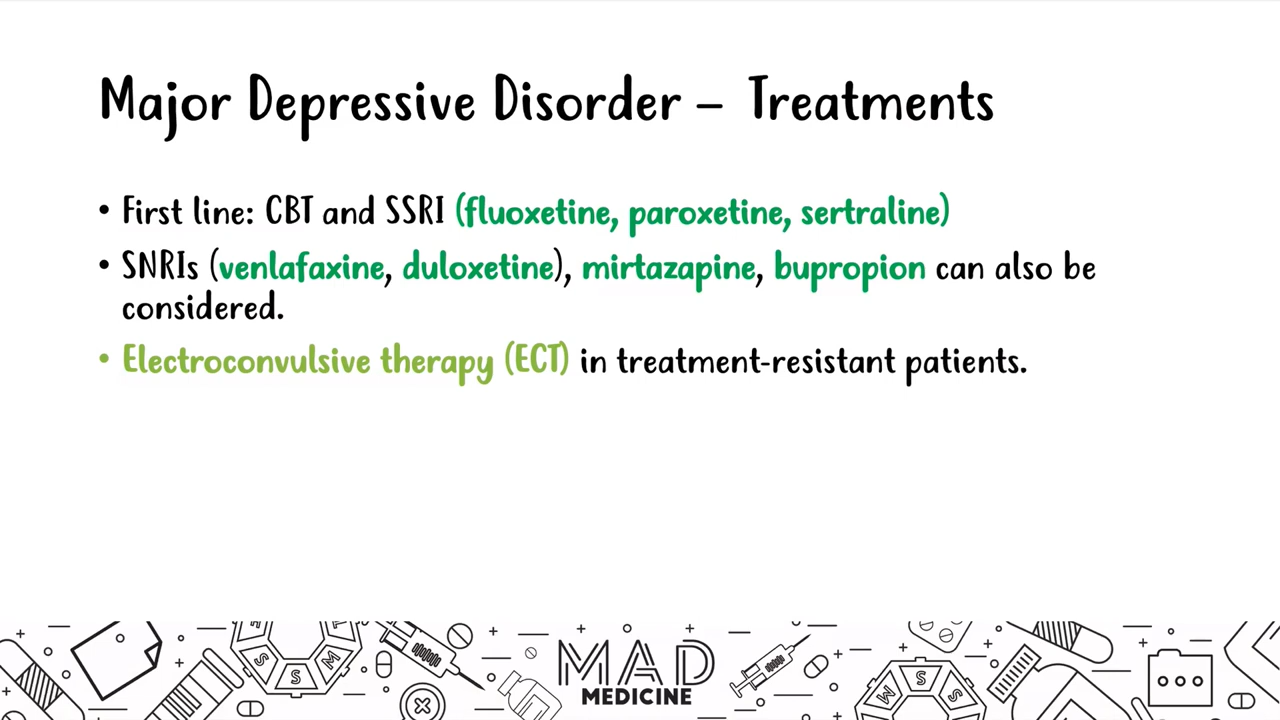 Major Depressive Disorder – Treatments
• First line: CBT and SSRI (fluoxetine, paroxetine, sertraline)
• SNRIs (venlafaxine, duloxetine), mirtazapine, bupropion can also be
considered.
• Electroconvulsive therapy (ECT) in treatment-resistant patients.
MAD
MEDICINE